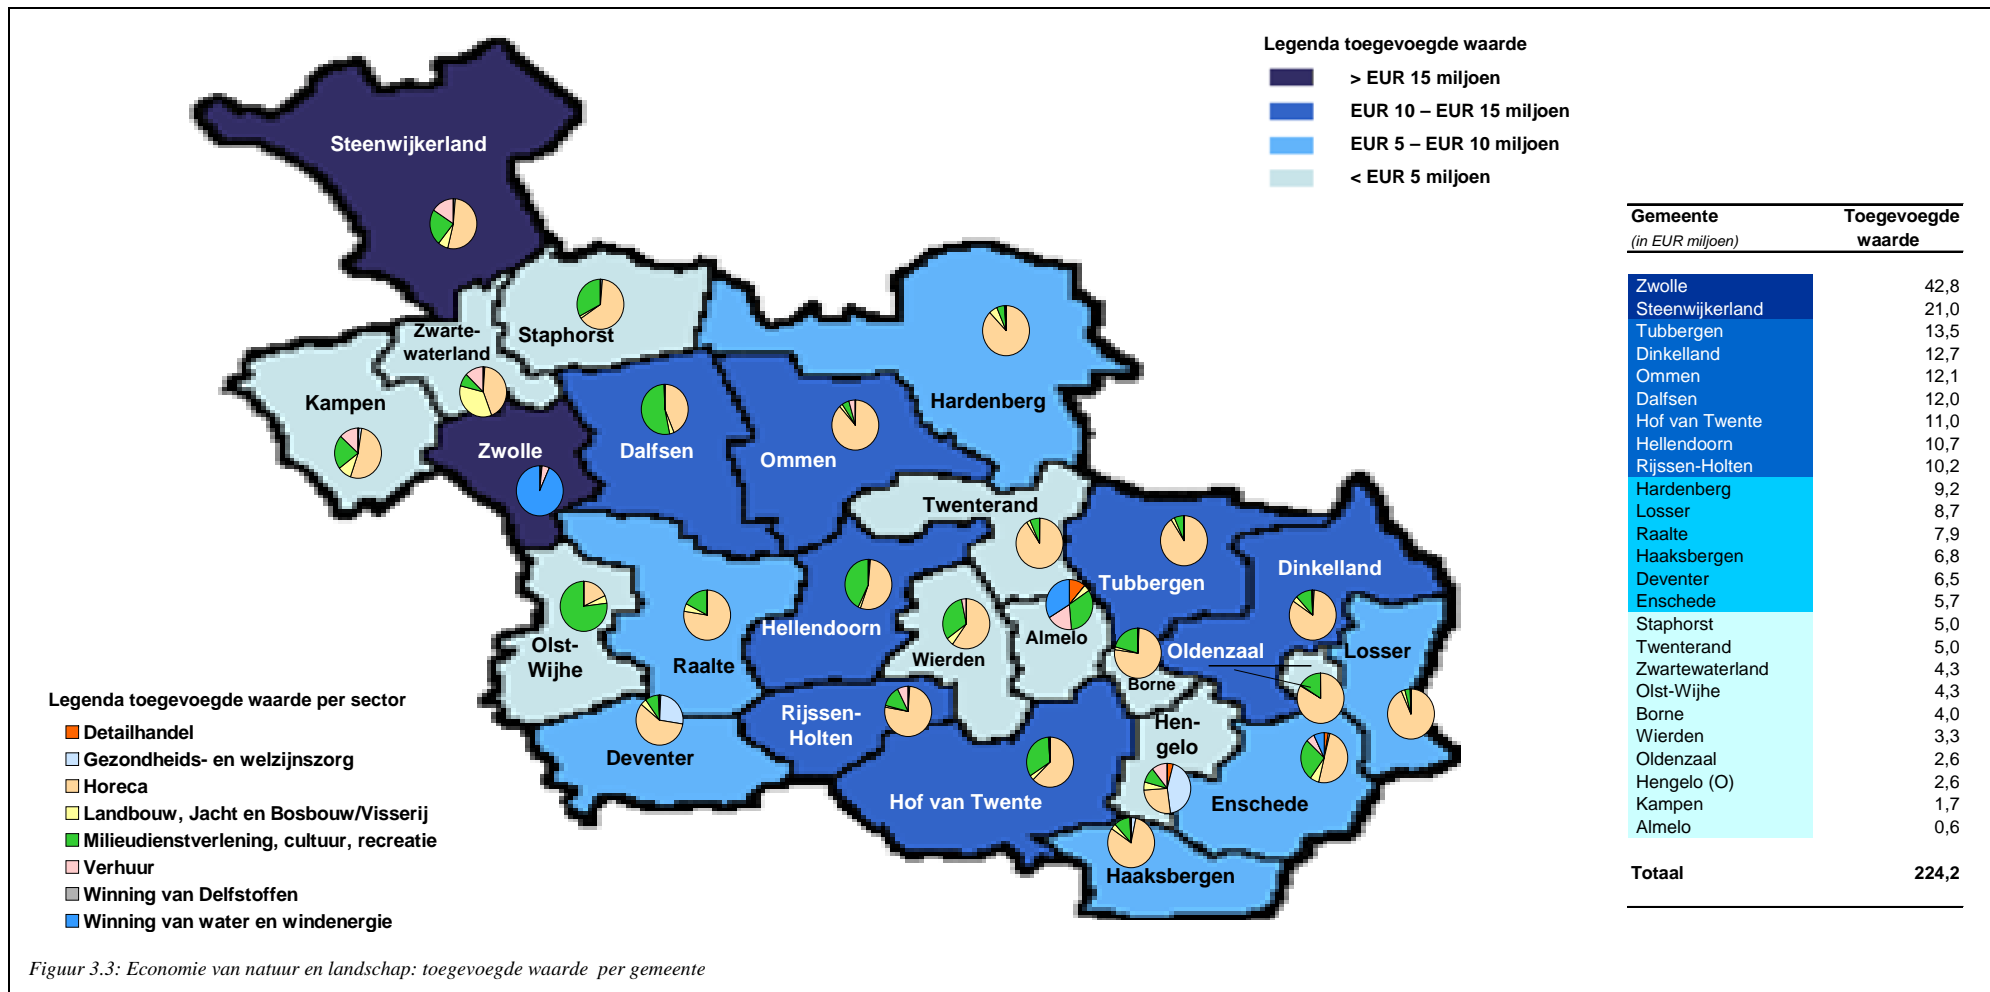 Legenda toegevoegde waarde
> EUR 15 miljoen
EUR 10 – EUR 15 miljoen
EUR 5 – EUR 10 miljoen
< EUR 5 miljoen
Steenwijkerland
Staphorst
Zwarte-
waterland
Kampen
Zwolle
Dalfsen
Ommen
Hardenberg
Twenterand
Tubbergen
Dinkelland
Hellendoorn
Almelo
Oldenzaal
Losser
Olst-
Wijhe
Raalte
Wierden
Borne
Rijssen-
Holten
Hen-
gelo
Deventer
Hof van Twente
Enschede
Haaksbergen
Legenda toegevoegde waarde per sector
Detailhandel
Gezondheids- en welzijnszorg
Horeca
Landbouw, Jacht en Bosbouw/Visserij
Milieudienstverlening, cultuur, recreatie
Verhuur
Winning van Delfstoffen
Winning van water en windenergie
Gemeente Toegevoegde
(in EUR miljoen) waarde
Zwolle 42,8
Steenwijkerland 21,0
Tubbergen 13,5
Dinkelland 12,7
Ommen 12,1
Dalfsen 12,0
Hof van Twente 11,0
Hellendoorn 10,7
Rijssen-Holten 10,2
Hardenberg 9,2
Losser 8,7
Raalte 7,9
Haaksbergen 6,8
Deventer 6,5
Enschede 5,7
Staphorst 5,0
Twenterand 5,0
Zwartewaterland 4,3
Olst-Wijhe 4,3
Borne 4,0
Wierden 3,3
Oldenzaal 2,6
Hengelo (O) 2,6
Kampen 1,7
Almelo 0,6
Totaal 224,2
Figuur 3.3: Economie van natuur en landschap: toegevoegde waarde per gemeente